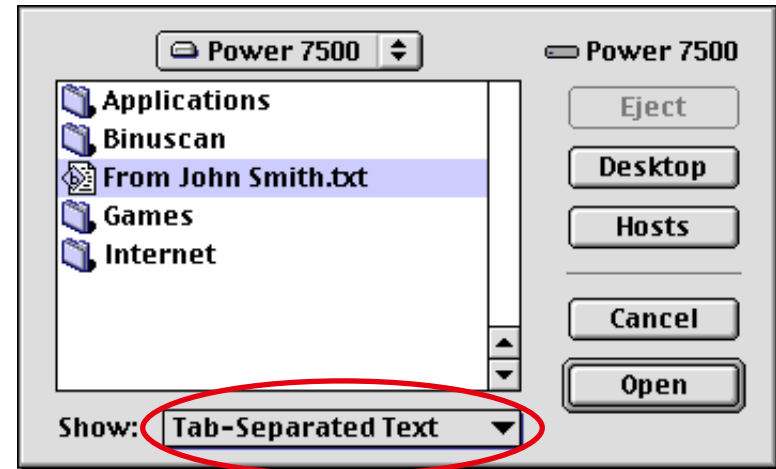 Power 7500
Power 7500
Applications
Binuscan
From John Smith.txt
Games
Internet
Eject
Desktop
Hosts
Cancel
Open
Show: Tab-Separated Text